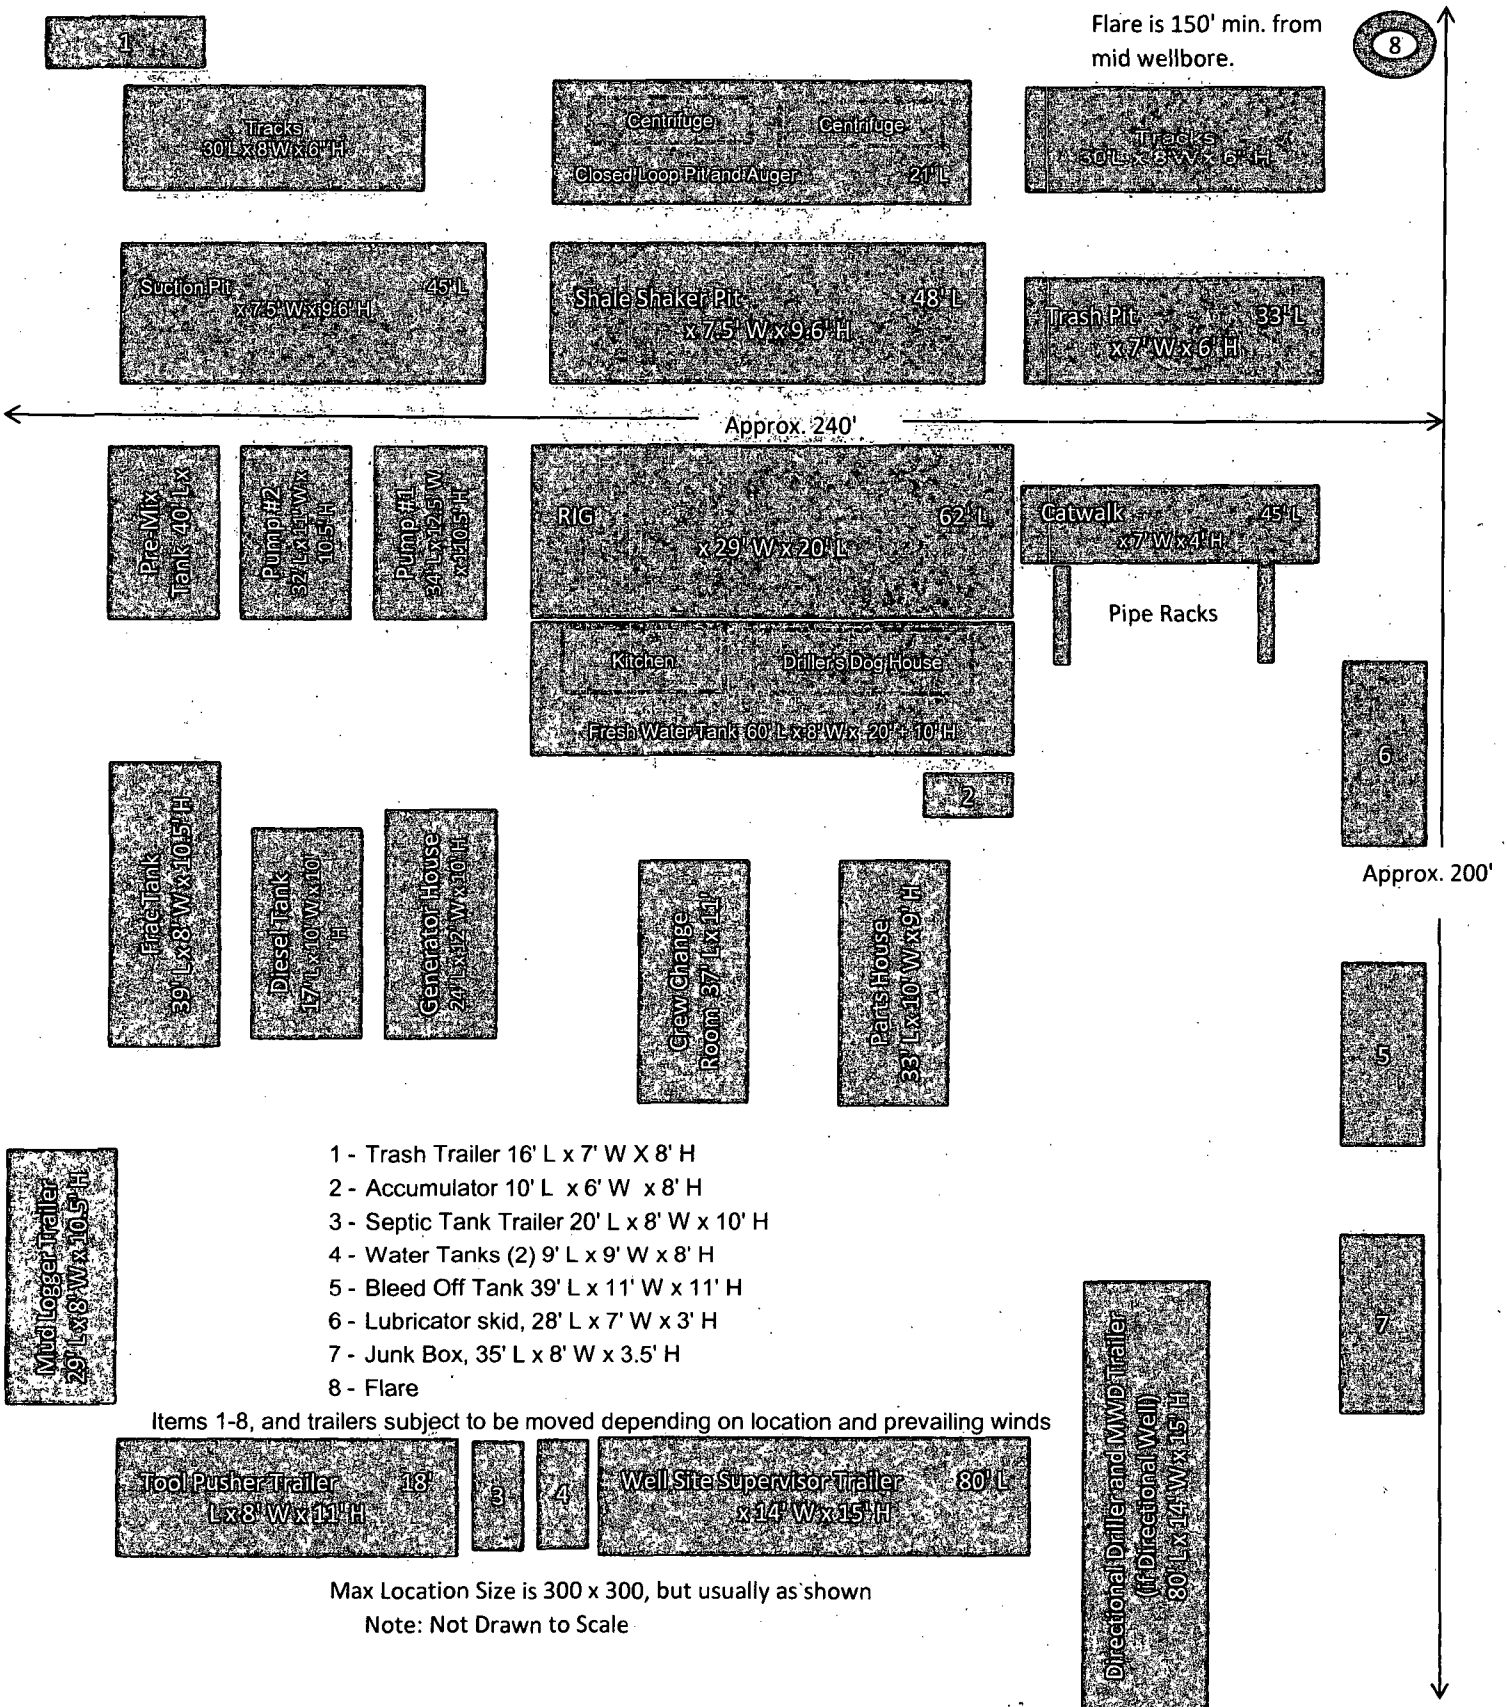 1
Flare is 150' min. from
mid wellbore.
8
Tracks
30'L x 8'W x 6" H
Centrifuge
Centrifuge
Closed Loop Pit and Auger 21' L
Tracks
30' L x 8' W x 6" H
Suction Pit 45' L
x 7.5' W x 9.6' H
Shale Shaker Pit 48' L
x 7.5' W x 9.6' H
Trash Pit 33' L
x 7' W x 6' H
Approx. 240'
Pre-Mix
Tank 40' L x
Pump #2
32' L x 11' W x
10.5' H
Pump #1
34' L x 12.5' W
x 10.5' H
RIG 62' L
x 29' W x 20' L
Catwalk 45' L
x 7' W x 4' H
Pipe Racks
Kitchen
Driller's Dog House
Fresh Water Tank 60' L x 8' W x 20' + 10' H
2
6
Approx. 200'
Frac Tank
39' L x 8' W x 10.5' H
Diesel Tank
17' L x 10' W x 10'
H
Generator House
24' L x 12' W x 10' H
Crew Change
Room 37' L x 11'
Parts House
33' L x 10' W x 9' H
5
Mud Logger Trailer
29' L x 8' W x 10.5' H
1 - Trash Trailer 16' L x 7' W X 8' H
2 - Accumulator 10' L x 6' W x 8' H
3 - Septic Tank Trailer 20' L x 8' W x 10' H
4 - Water Tanks (2) 9' L x 9' W x 8' H
5 - Bleed Off Tank 39' L x 11' W x 11' H
6 - Lubricator skid, 28' L x 7' W x 3' H
7 - Junk Box, 35' L x 8' W x 3.5' H
8 - Flare
Items 1-8, and trailers subject to be moved depending on location and prevailing winds
7
Directional Driller and MWD Trailer
(if Directional Well)
80' L x 14' W x 15' H
Tool Pusher Trailer 18'
L x 8' W x 11' H
3
4
Well Site Supervisor Trailer 80' L
x 14' W x 15' H
Max Location Size is 300 x 300, but usually as shown
Note: Not Drawn to Scale